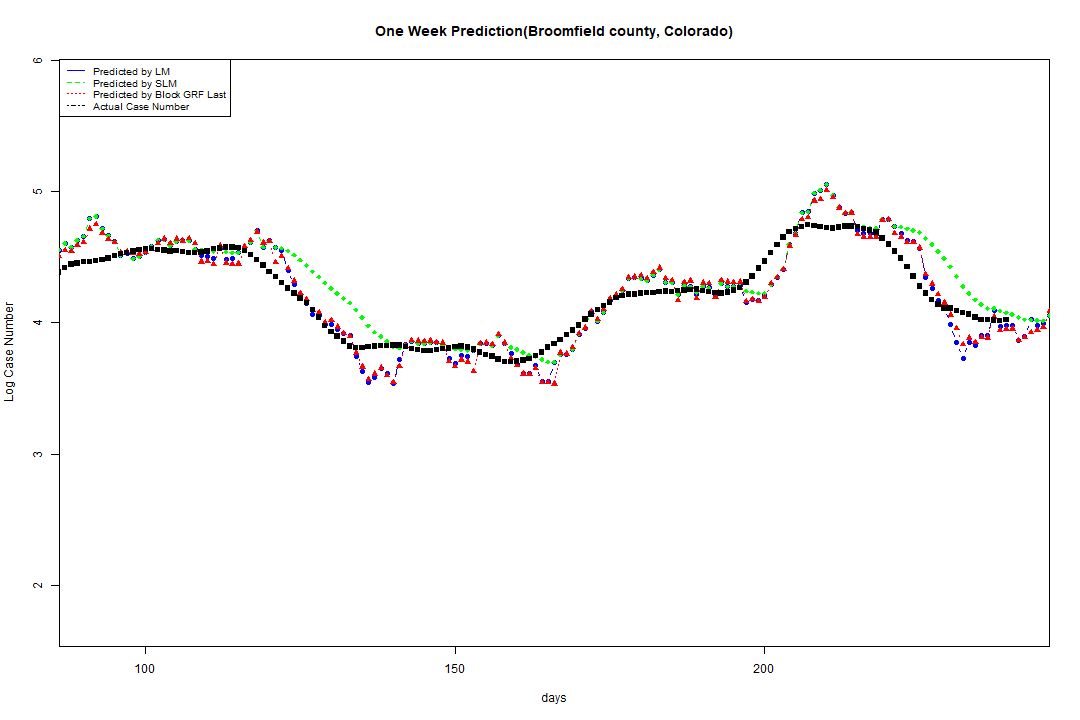 One Week Prediction(Broomfield county, Colorado)
Predicted by LM
Predicted by SLM
Predicted by Block GRF Last
Actual Case Number
6
5
4
3
2
Log Case Number
100
150
200
days